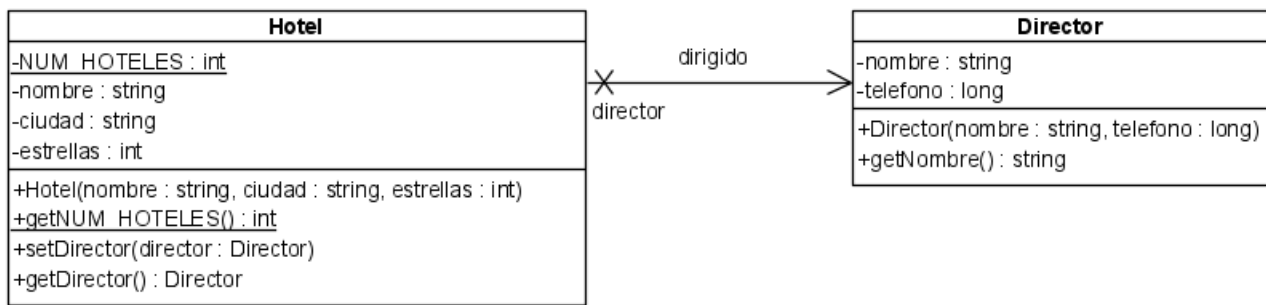 Hotel
-NUM_HOTELES : int
-nombre : string
-ciudad : string
-estrellas : int
+Hotel(nombre : string, ciudad : string, estrellas : int)
+getNUM_HOTELES() : int
+setDirector(director : Director)
+getDirector() : Director
dirigido
director
Director
-nombre : string
-telefono : long
+Director(nombre : string, telefono : long)
+getNombre() : string